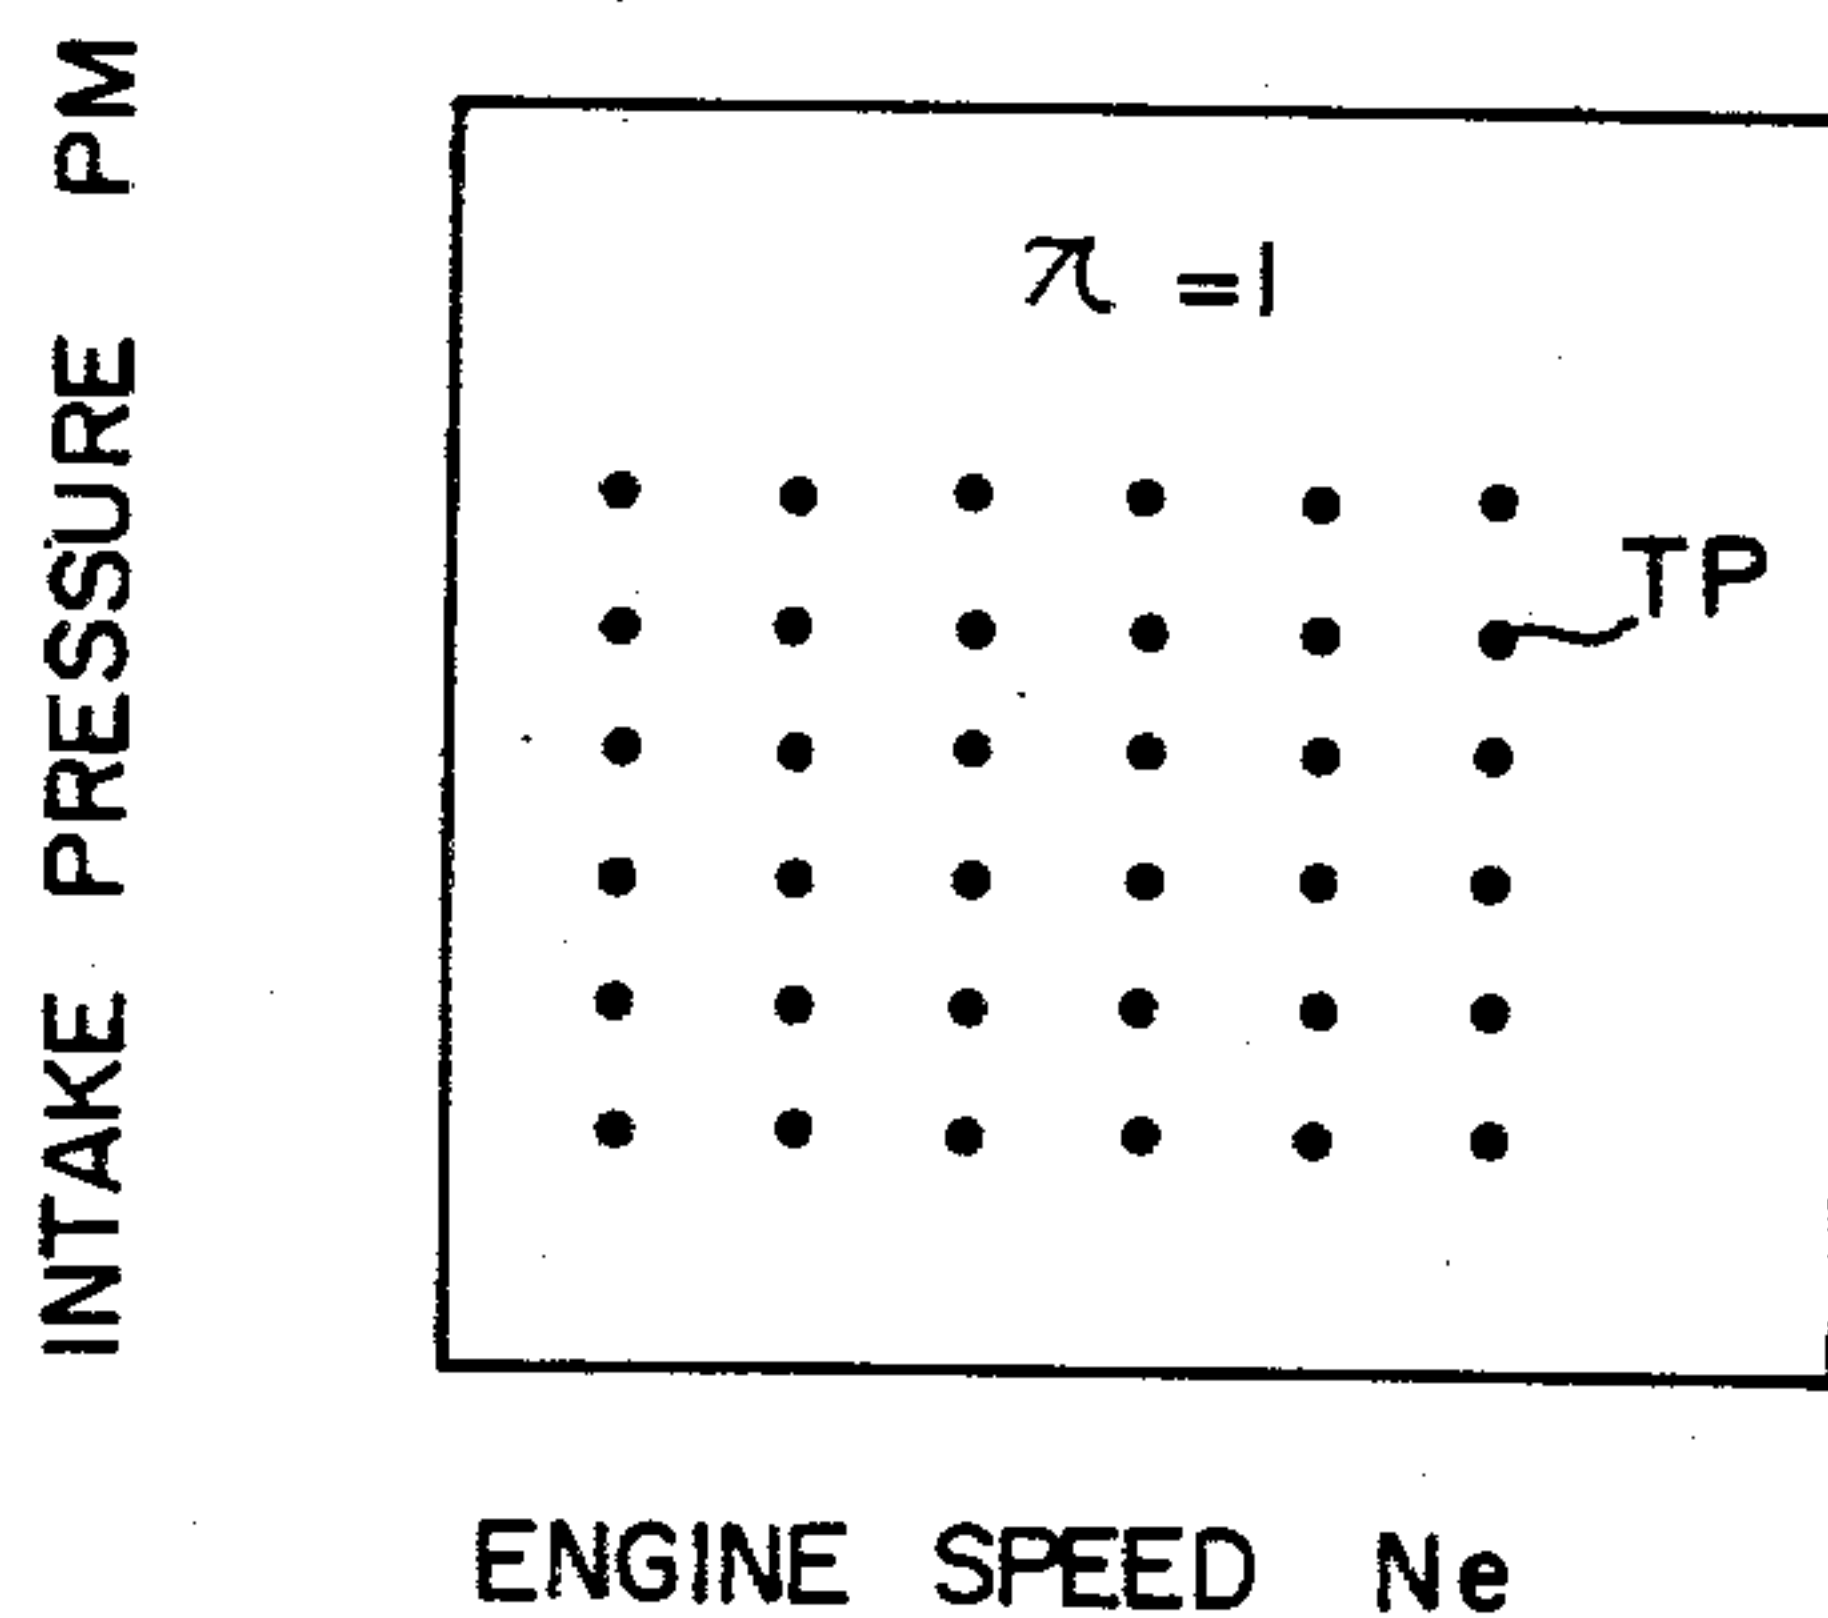 INTAKE PRESSURE PM
π =1
TP
ENGINE SPEED Ne